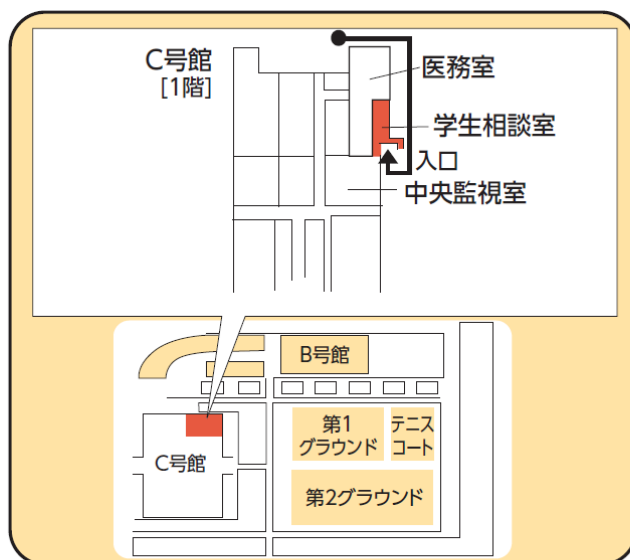 C号館
[1階]
医務室
学生相談室
入口
中央監視室
B号館
第1
グラウンド
テニス
コート
C号館
第2グラウンド